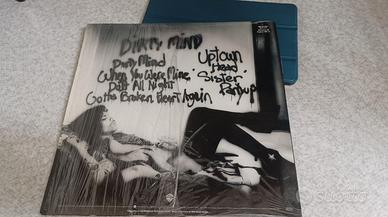 DIRTY MIND
Dirty Mind
When You Were Mine
Do It All Night
Gotta Broken Heart Again
Uptown
Head
Sister
Partyup
SUBITO